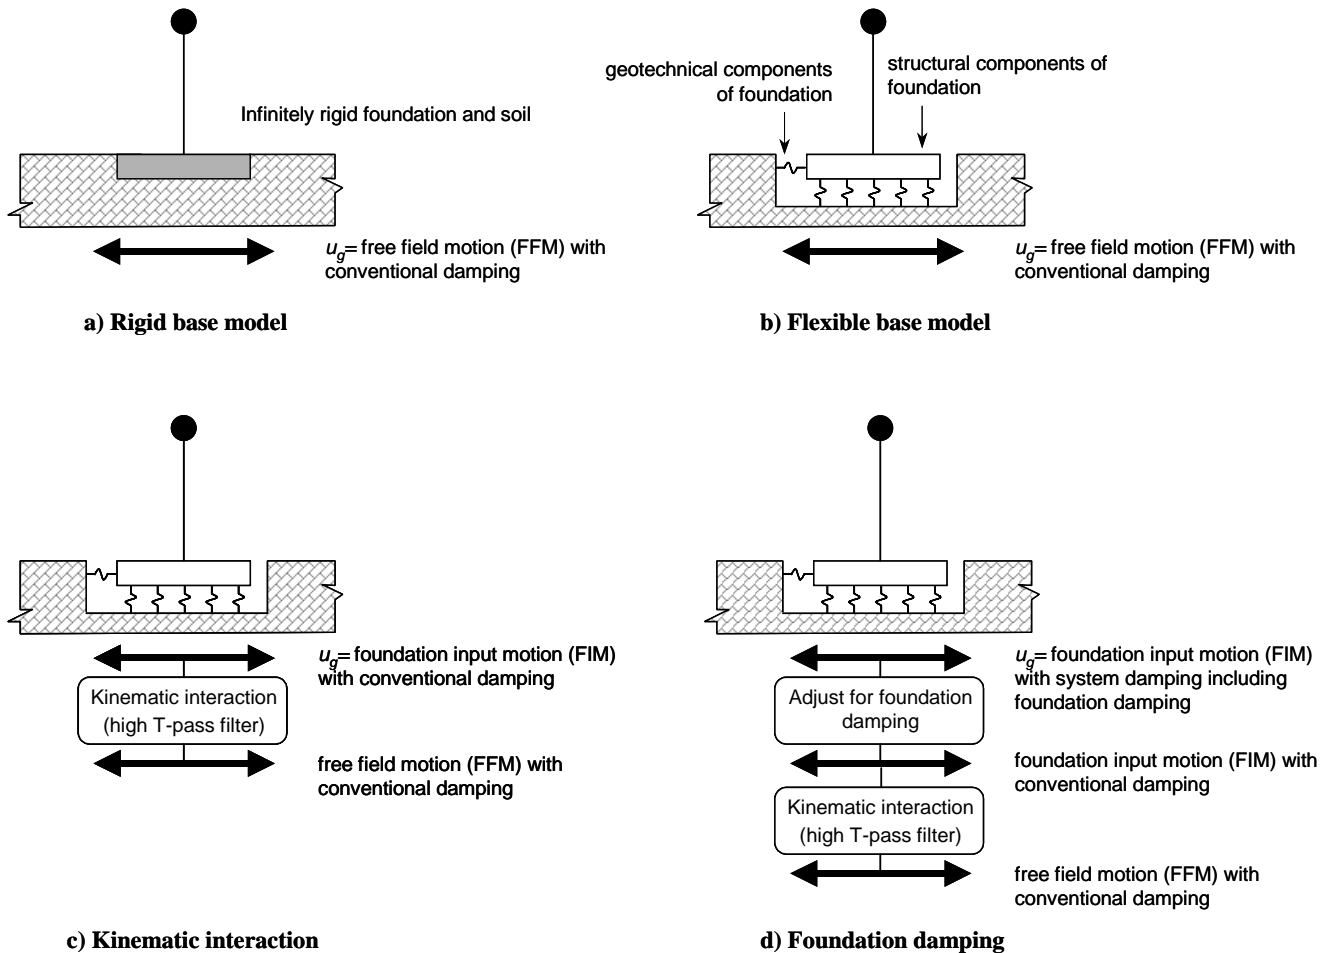 Infinitely rigid foundation and soil
u_g= free field motion (FFM) with
conventional damping
a) Rigid base model
geotechnical components
of foundation
structural components of
foundation
u_g= free field motion (FFM) with
conventional damping
b) Flexible base model
u_g= foundation input motion (FIM)
with conventional damping
Kinematic interaction
(high T-pass filter)
free field motion (FFM) with
conventional damping
c) Kinematic interaction
u_g= foundation input motion (FIM)
with system damping including
foundation damping
Adjust for foundation
damping
foundation input motion (FIM) with
conventional damping
Kinematic interaction
(high T-pass filter)
free field motion (FFM) with
conventional damping
d) Foundation damping